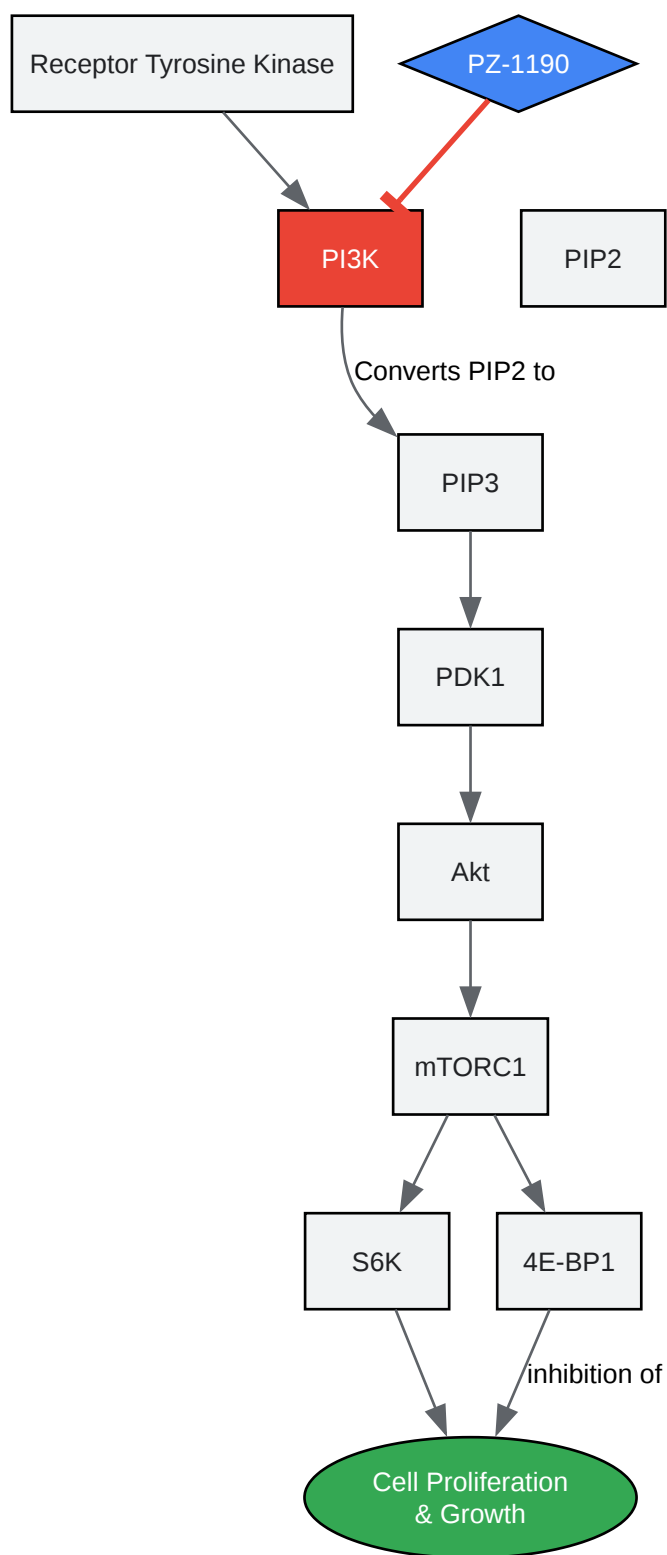 Receptor Tyrosine Kinase
PZ-1190
PI3K
PIP2
Converts PIP2 to
PIP3
PDK1
Akt
mTORC1
S6K
4E-BP1
inhibition of
Cell Proliferation
& Growth